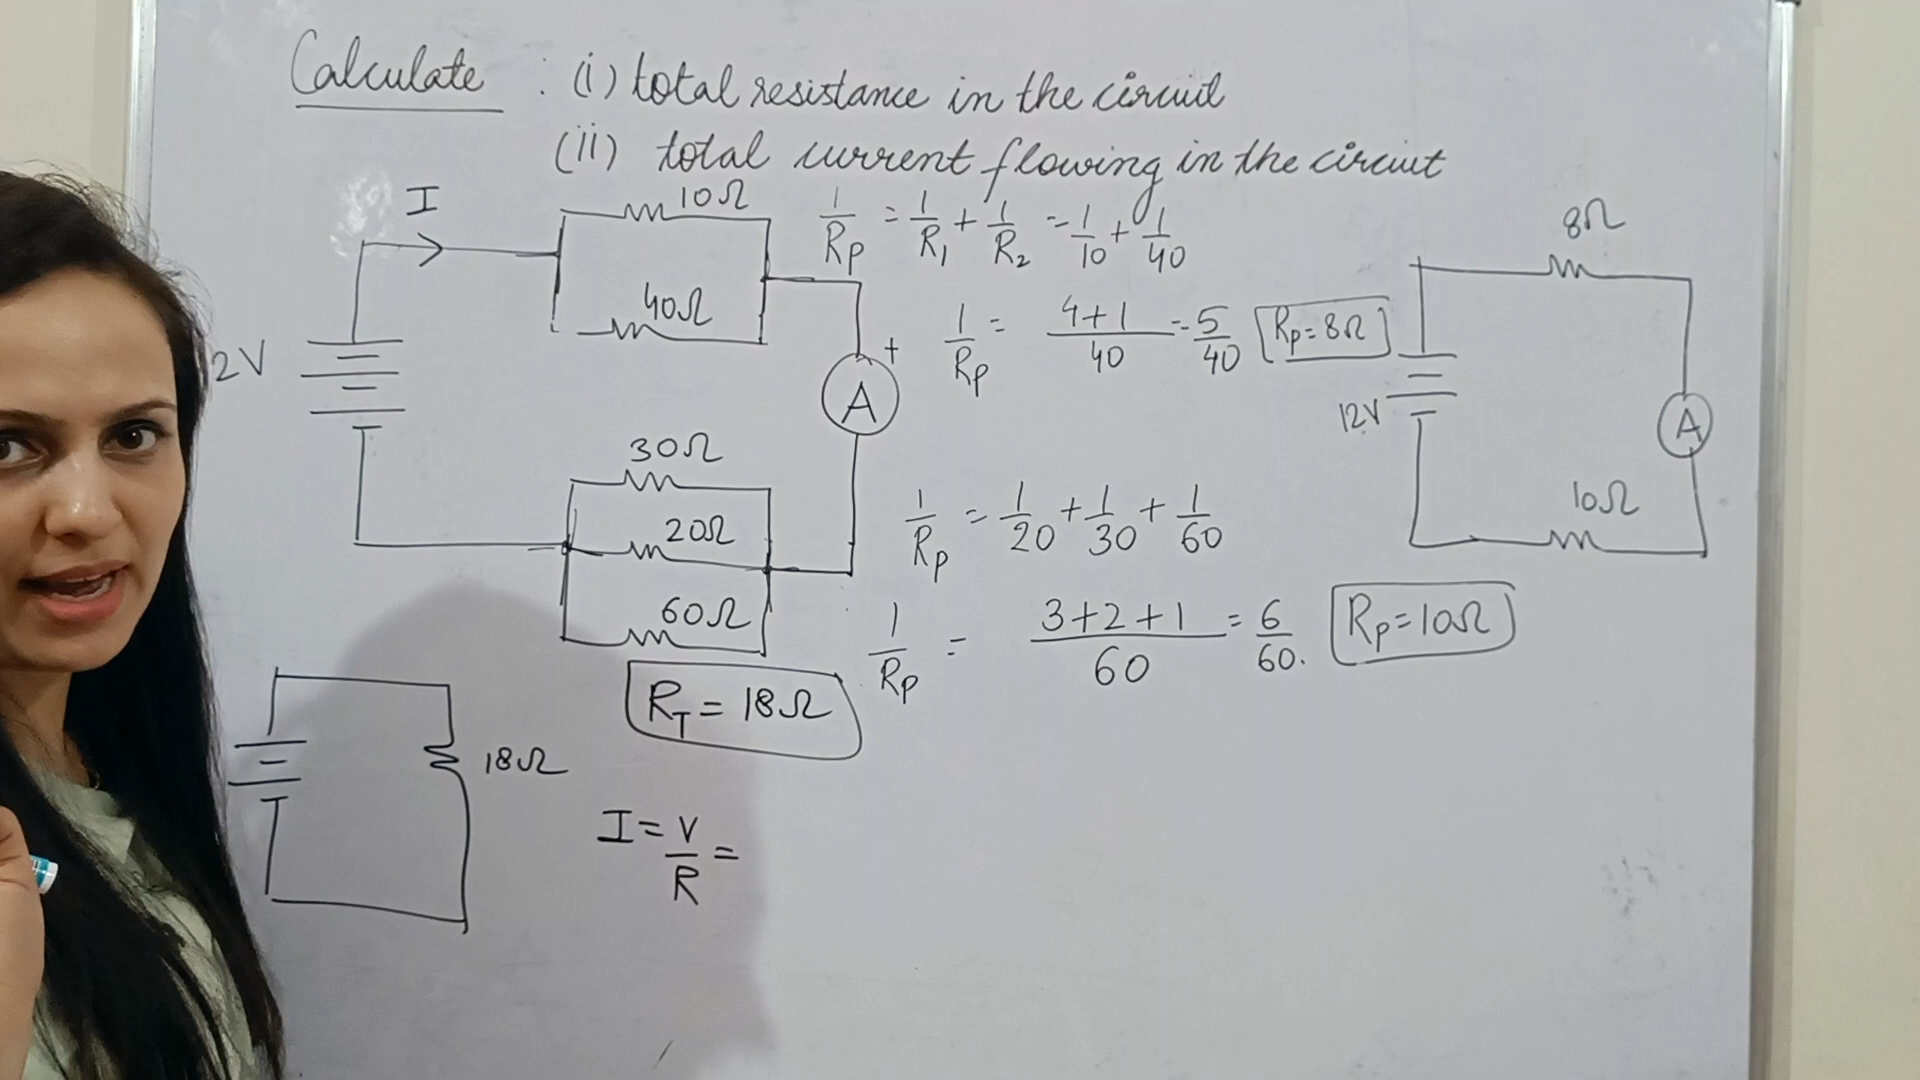 Calculate : (i) total resistance in the circuit
(ii) total current flowing in the circuit
I
10Ω
40Ω
2V
+
A
30Ω
20Ω
60Ω
1/Rp = 1/R1 + 1/R2 = 1/10 + 1/40
1/Rp = 4+1/40 = 5/40 Rp = 8Ω
8Ω
12V
A
10Ω
1/Rp = 1/20 + 1/30 + 1/60
1/Rp = 3+2+1/60 = 6/60. Rp = 10Ω
RT = 18Ω
18Ω
I = V/R =